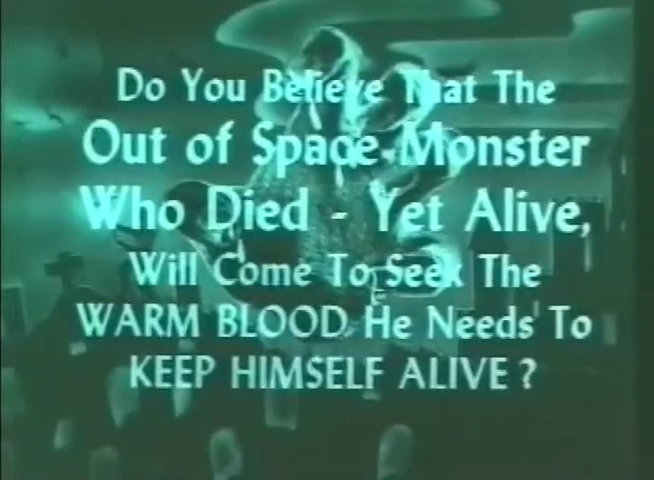 Do You Believe That The
Out of Space Monster
Who Died - Yet Alive,
Will Come To Seek The
WARM BLOOD He Needs To
KEEP HIMSELF ALIVE?